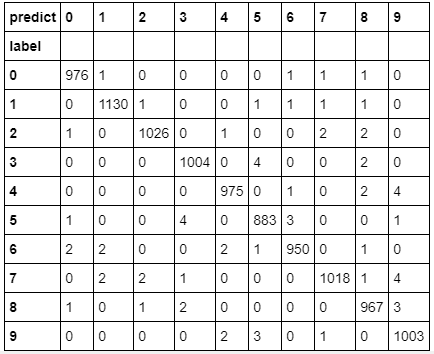 predict 0 1 2 3 4 5 6 7 8 9
label
0 976 1 0 0 0 0 1 1 1 0
1 0 1130 1 0 0 1 1 1 1 0
2 1 0 1026 0 1 0 0 2 2 0
3 0 0 0 1004 0 4 0 0 2 0
4 0 0 0 0 975 0 1 0 2 4
5 1 0 0 4 0 883 3 0 0 1
6 2 2 0 0 2 1 950 0 1 0
7 0 2 2 1 0 0 0 1018 1 4
8 1 0 1 2 0 0 0 0 967 3
9 0 0 0 0 2 3 0 1 0 1003